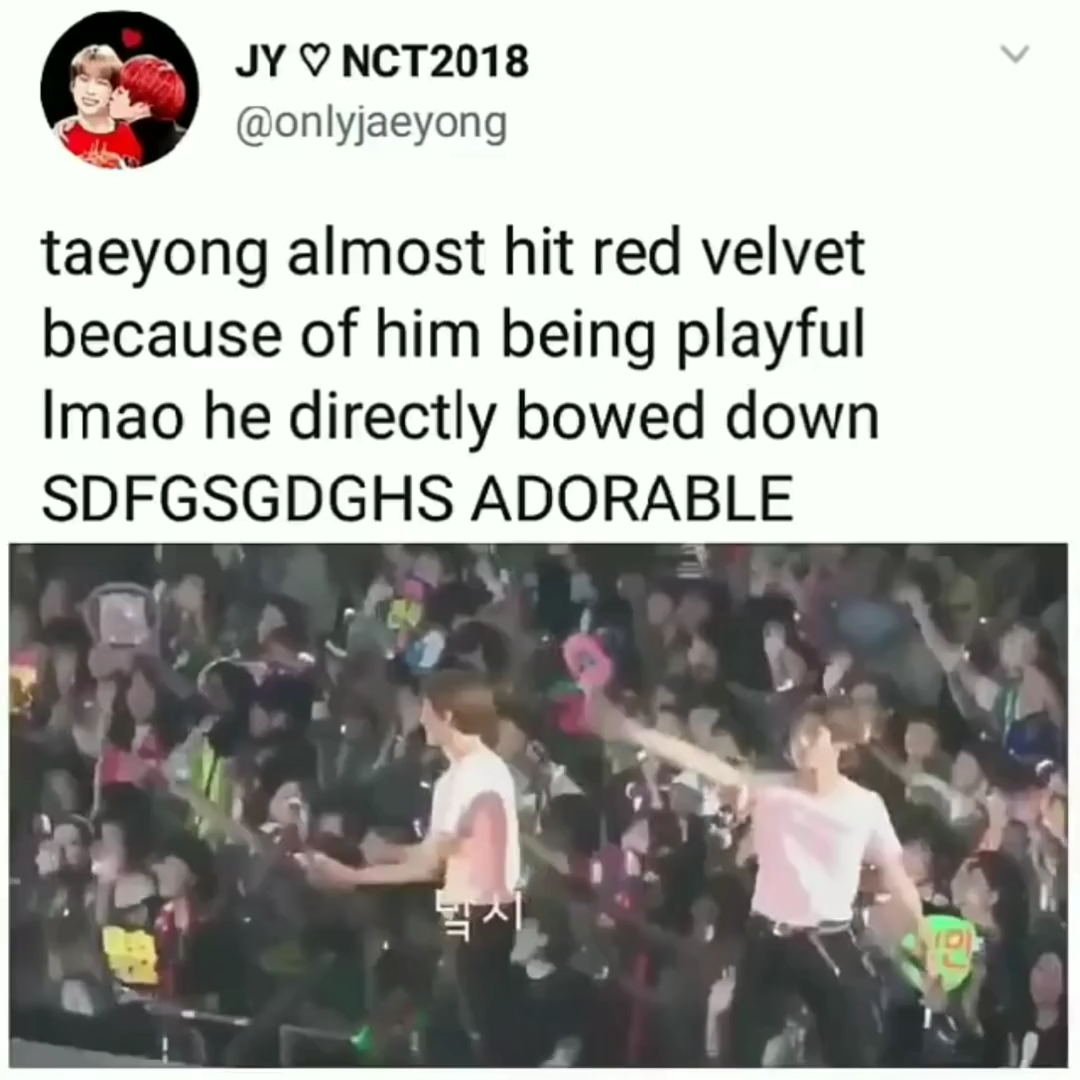 JY ♡ NCT2018
@onlyjaeyong
taeyong almost hit red velvet
because of him being playful
lmao he directly bowed down
SDFGSGDGHS ADORABLE